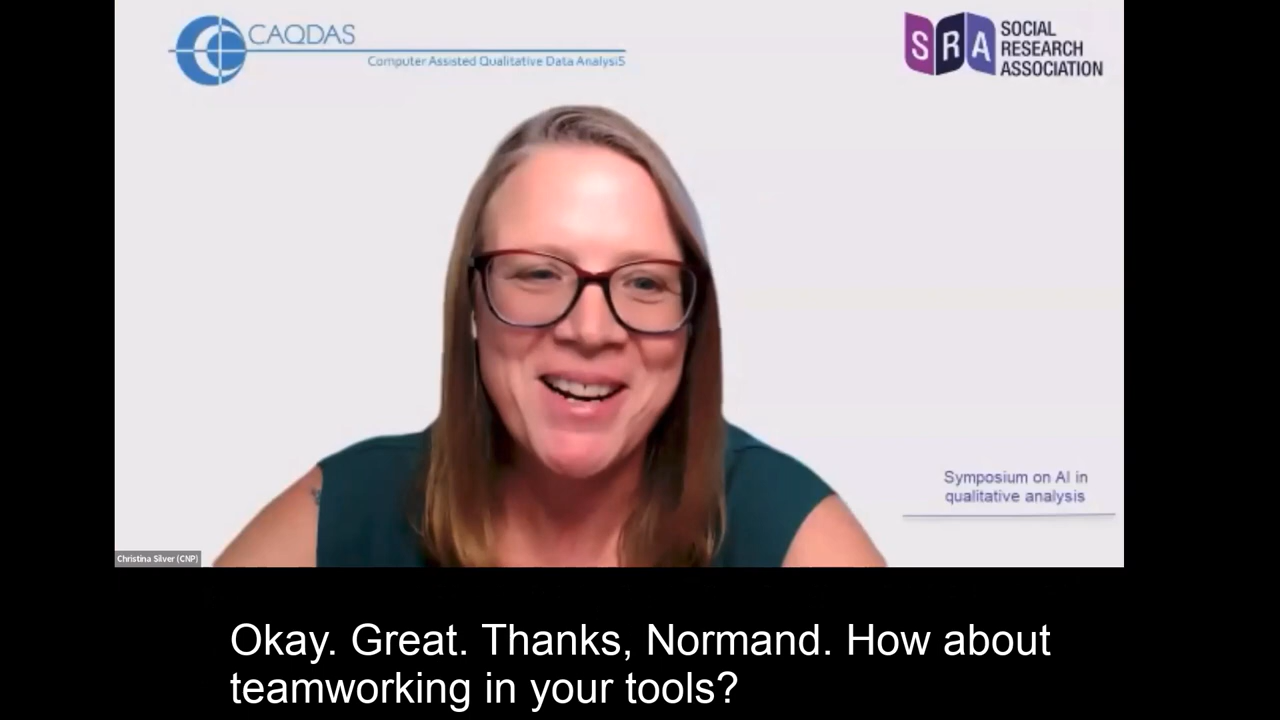 CAQDAS
Computer Assisted Qualitative Data AnalysiS
SRA
SOCIAL
RESEARCH
ASSOCIATION
Symposium on AI in
qualitative analysis
Christina Silver (CNP)
Okay. Great. Thanks, Normand. How about
teamworking in your tools?